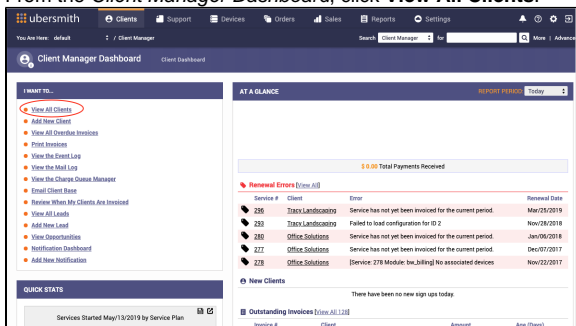 From the Client Manager Dashboard, click View All Clients.
ubersmith Clients Support Devices Orders Sales Reports Settings
You Are Here: default / Client Manager Search Client Manager for More | Advance
Client Manager Dashboard Client Dashboard
I WANT TO...
View All Clients
Add New Client
View All Overdue Invoices
Print Invoices
View the Event Log
View the Mail Log
View the Charge Queue Manager
Email Client Base
Review When My Clients Are Invoiced
View All Leads
Add New Lead
View Opportunities
Notification Dashboard
Add New Notification
QUICK STATS
Services Started May/13/2019 by Service Plan
AT A GLANCE REPORT PERIOD Today
$ 0.00 Total Payments Received
Renewal Errors [View All]
Service # Client Error Renewal Date
296 Tracy Landscaping Service has not yet been invoiced for the current period. Mar/25/2019
293 Tracy Landscaping Failed to load configuration for ID 2 Nov/28/2018
280 Office Solutions Service has not yet been invoiced for the current period. Jan/06/2018
277 Office Solutions Service has not yet been invoiced for the current period. Dec/07/2017
278 Office Solutions [Service: 278 Module: bw_billing] No associated devices Nov/22/2017
New Clients
There have been no new sign ups today.
Outstanding Invoices [View All 128]
Invoice # Client Amount Age (Days)